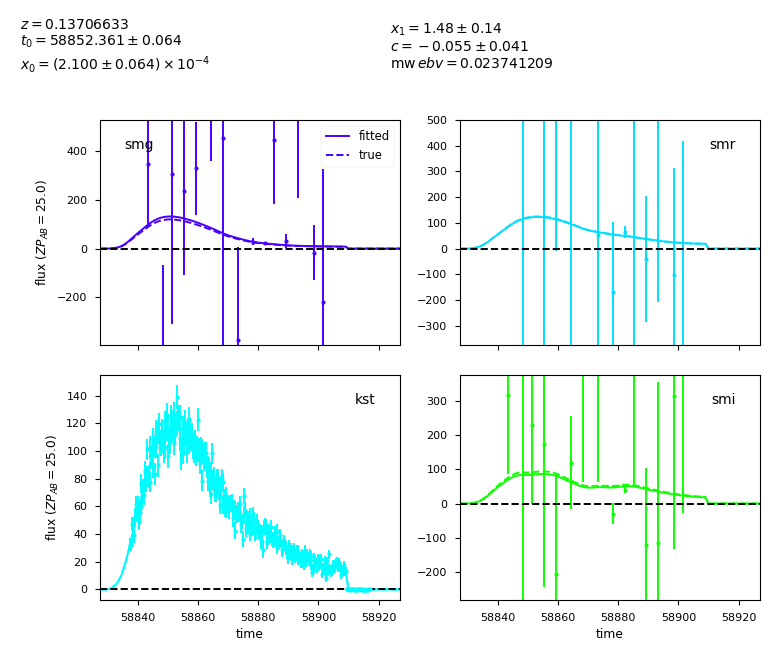 z = 0.13706633
t₀ = 58852.361 ± 0.064
x₀ = (2.100 ± 0.064) × 10⁻⁴
x₁ = 1.48 ± 0.14
c = −0.055 ± 0.041
mwebv = 0.023741209
smg
fitted
true
400
200
0
−200
flux (ZP_AB = 25.0)
smr
500
400
300
200
100
0
−100
−200
−300
kst
140
120
100
80
60
40
20
0
flux (ZP_AB = 25.0)
58840 58860 58880 58900 58920
time
smi
300
200
100
0
−100
−200
58840 58860 58880 58900 58920
time